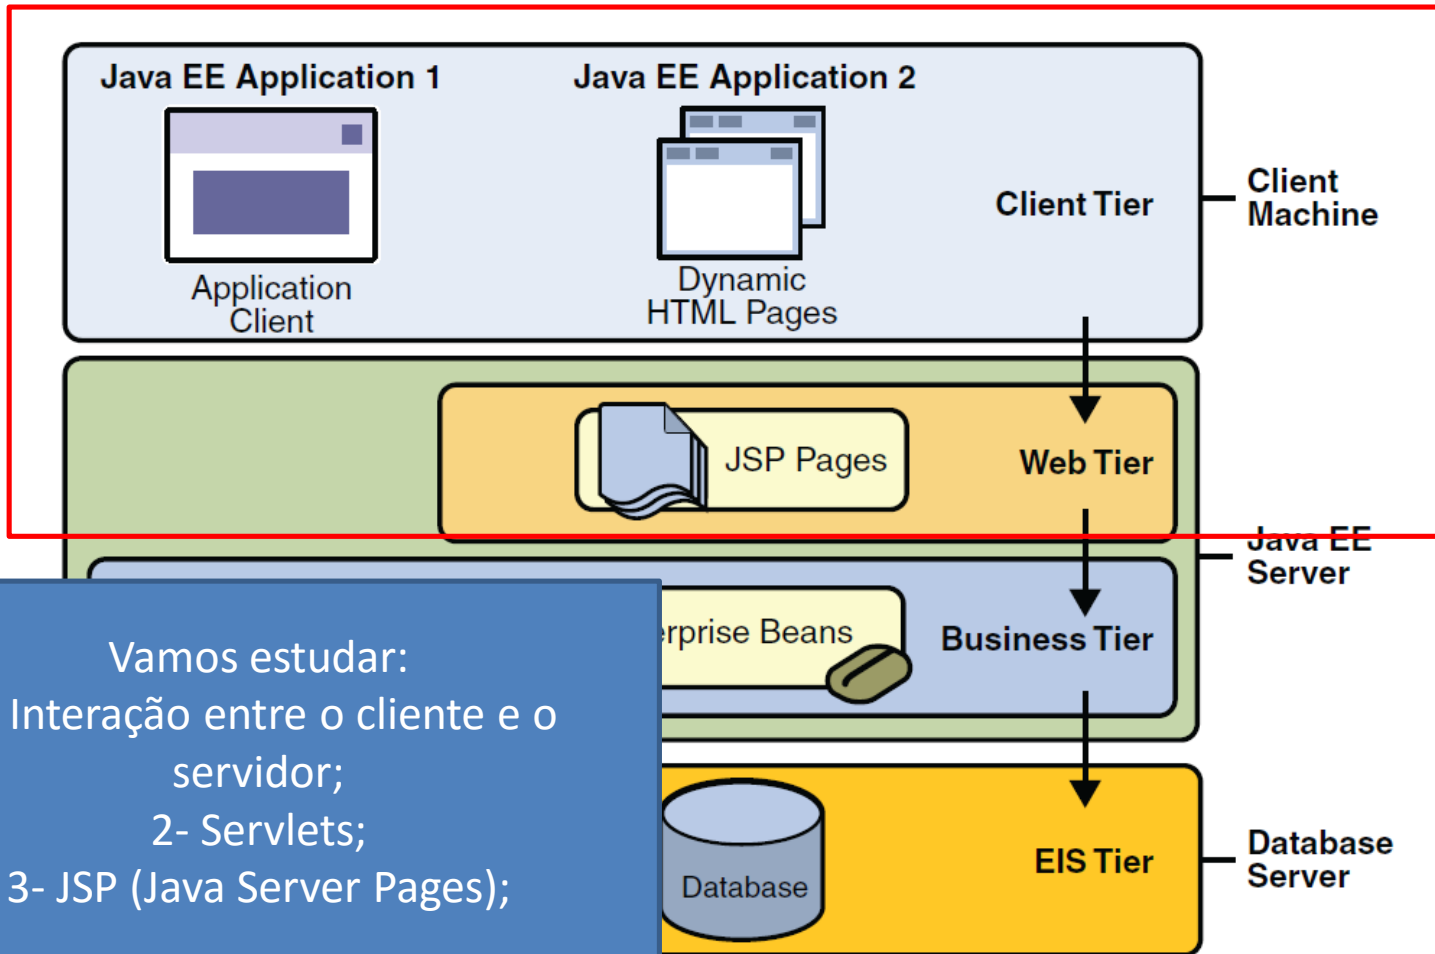 Java EE Application 1
Java EE Application 2
Application
Client
Dynamic
HTML Pages
Client Tier
Client
Machine
JSP Pages
Web Tier
Java EE
Server
erprise Beans
Business Tier
Vamos estudar:
Interação entre o cliente e o
servidor;
2- Servlets;
3- JSP (Java Server Pages);
Database
EIS Tier
Database
Server